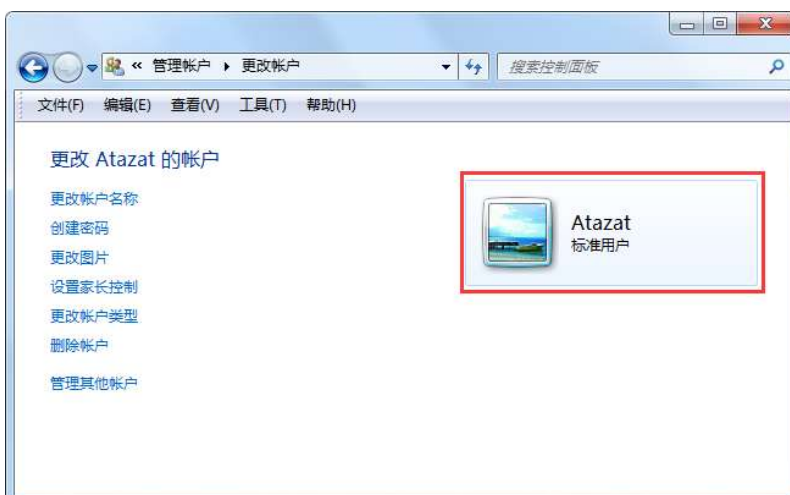 « 管理帐户 ▸ 更改帐户 搜索控制面板
文件(F) 编辑(E) 查看(V) 工具(T) 帮助(H)
更改 Atazat 的帐户
更改帐户名称
创建密码
更改图片
设置家长控制
更改帐户类型
删除帐户
管理其他帐户
Atazat
标准用户